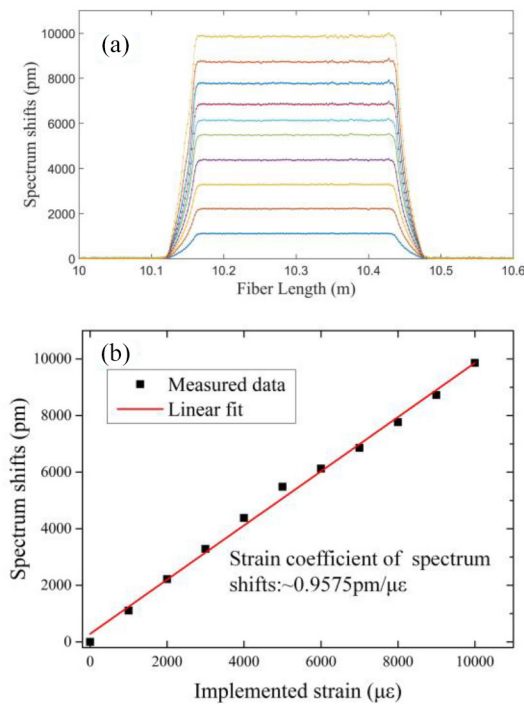 (a)
Spectrum shifts (pm)
10000
8000
6000
4000
2000
0
10 10.1 10.2 10.3 10.4 10.5 10.6
Fiber Length (m)
(b)
Measured data
Linear fit
Spectrum shifts (pm)
10000
8000
6000
4000
2000
0
Strain coefficient of spectrum
shifts:~0.9575pm/με
0 2000 4000 6000 8000 10000
Implemented strain (με)